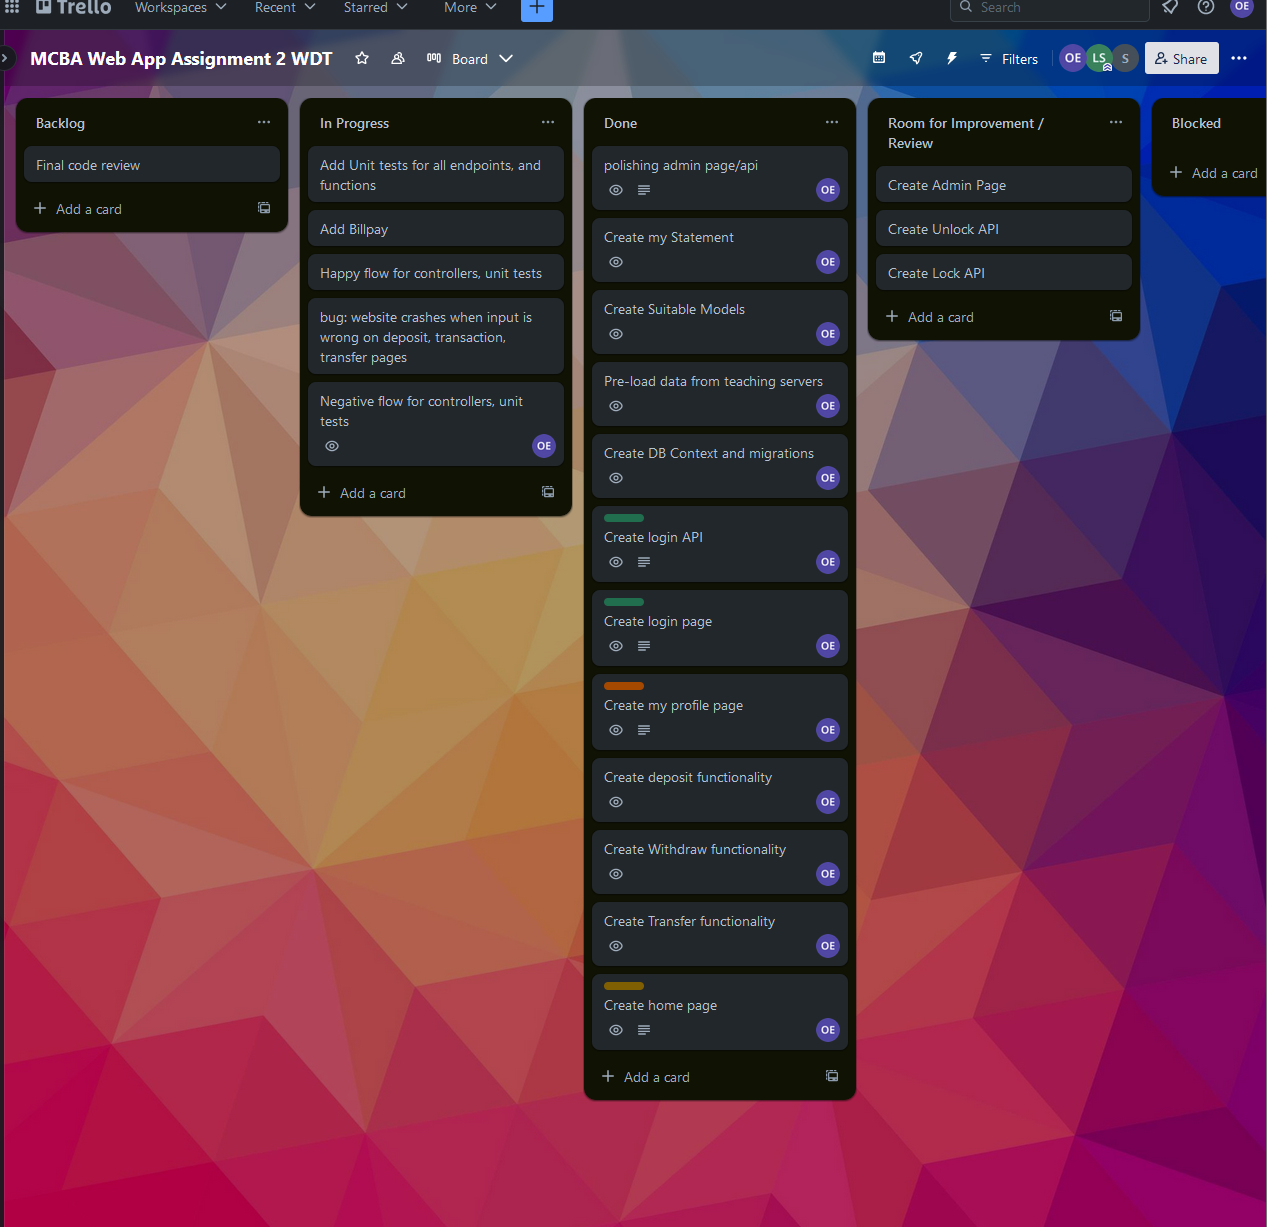 Trello
Workspaces
Recent
Starred
More
Search
OE
MCBA Web App Assignment 2 WDT
Board
Filters
OE
LS
S
Share
Backlog
Final code review
Add a card
In Progress
Add Unit tests for all endpoints, and
functions
Add Billpay
Happy flow for controllers, unit tests
bug: website crashes when input is
wrong on deposit, transaction,
transfer pages
Negative flow for controllers, unit
tests
OE
Add a card
Done
polishing admin page/api
OE
Create my Statement
OE
Create Suitable Models
OE
Pre-load data from teaching servers
OE
Create DB Context and migrations
OE
Create login API
OE
Create login page
OE
Create my profile page
OE
Create deposit functionality
OE
Create Withdraw functionality
OE
Create Transfer functionality
OE
Create home page
OE
Add a card
Room for Improvement /
Review
Create Admin Page
Create Unlock API
Create Lock API
Add a card
Blocked
Add a card